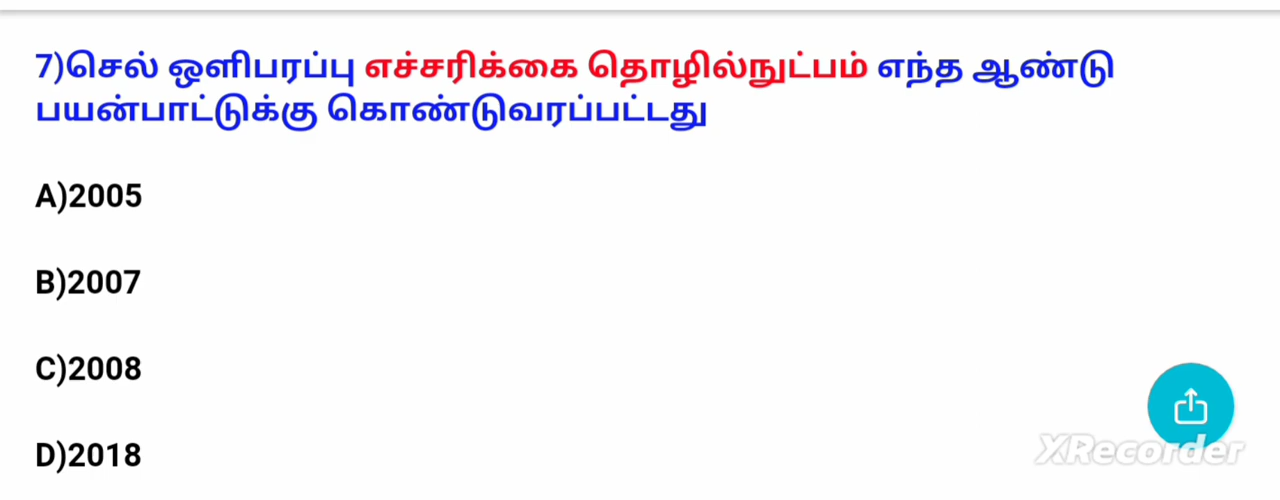 7)செல் ஒளிபரப்பு எச்சரிக்கை தொழில்நுட்பம் எந்த ஆண்டு
பயன்பாட்டுக்கு கொண்டுவரப்பட்டது
A)2005
B)2007
C)2008
D)2018
XRecorder